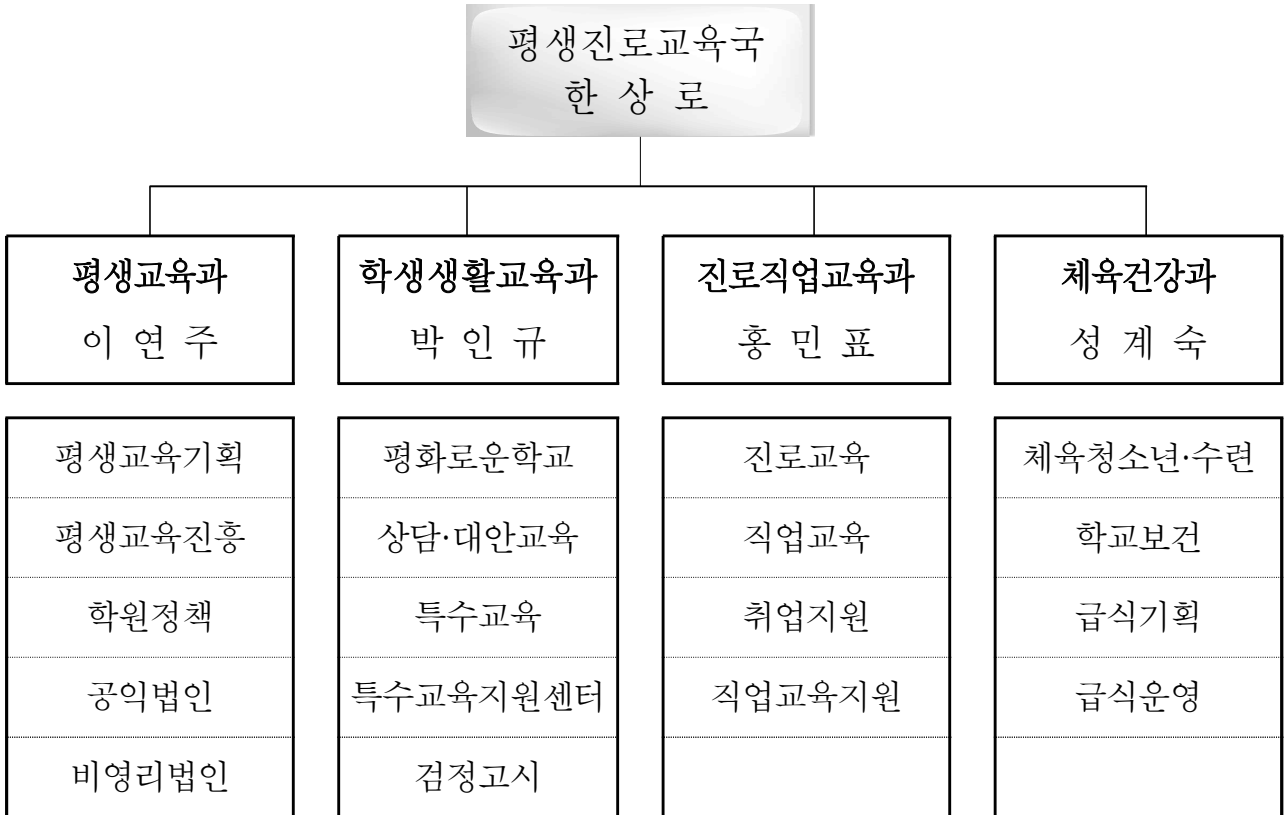 평생진로교육국
한 상 로
평생교육과
이 연 주
학생생활교육과
박 인 규
진로직업교육과
홍 민 표
체육건강과
성 계 숙
평생교육기획
평생교육진흥
학원정책
공익법인
비영리법인
평화로운학교
상담·대안교육
특수교육
특수교육지원센터
검정고시
진로교육
직업교육
취업지원
직업교육지원
체육청소년·수련
학교보건
급식기획
급식운영